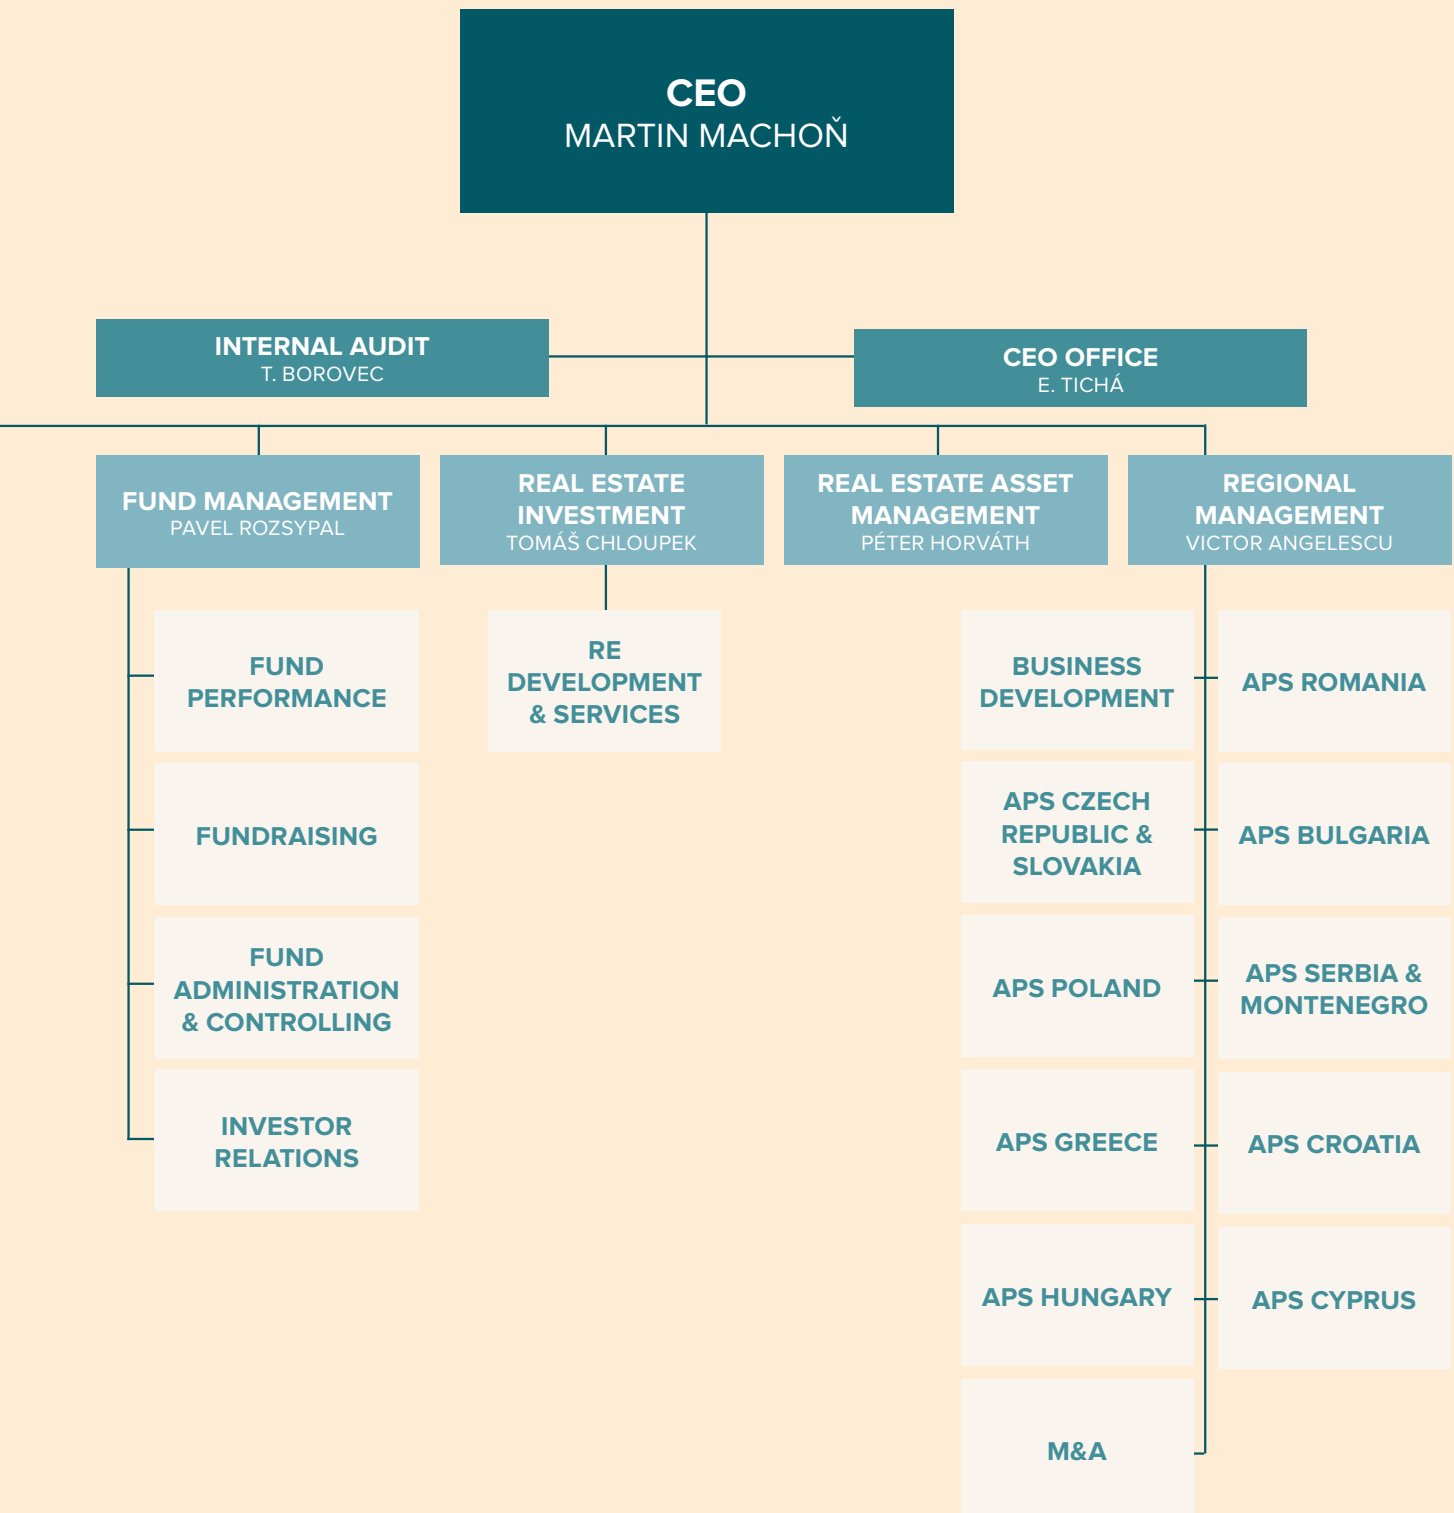 CEO
MARTIN MACHOŇ
INTERNAL AUDIT
T. BOROVEC
CEO OFFICE
E. TICHÁ
FUND MANAGEMENT
PAVEL ROZSYPAL
REAL ESTATE
INVESTMENT
TOMÁŠ CHLOUPEK
REAL ESTATE ASSET
MANAGEMENT
PÉTER HORVÁTH
REGIONAL
MANAGEMENT
VICTOR ANGELESCU
FUND
PERFORMANCE
FUNDRAISING
FUND
ADMINISTRATION
& CONTROLLING
INVESTOR
RELATIONS
RE
DEVELOPMENT
& SERVICES
BUSINESS
DEVELOPMENT
APS CZECH
REPUBLIC &
SLOVAKIA
APS POLAND
APS GREECE
APS HUNGARY
M&A
APS ROMANIA
APS BULGARIA
APS SERBIA &
MONTENEGRO
APS CROATIA
APS CYPRUS